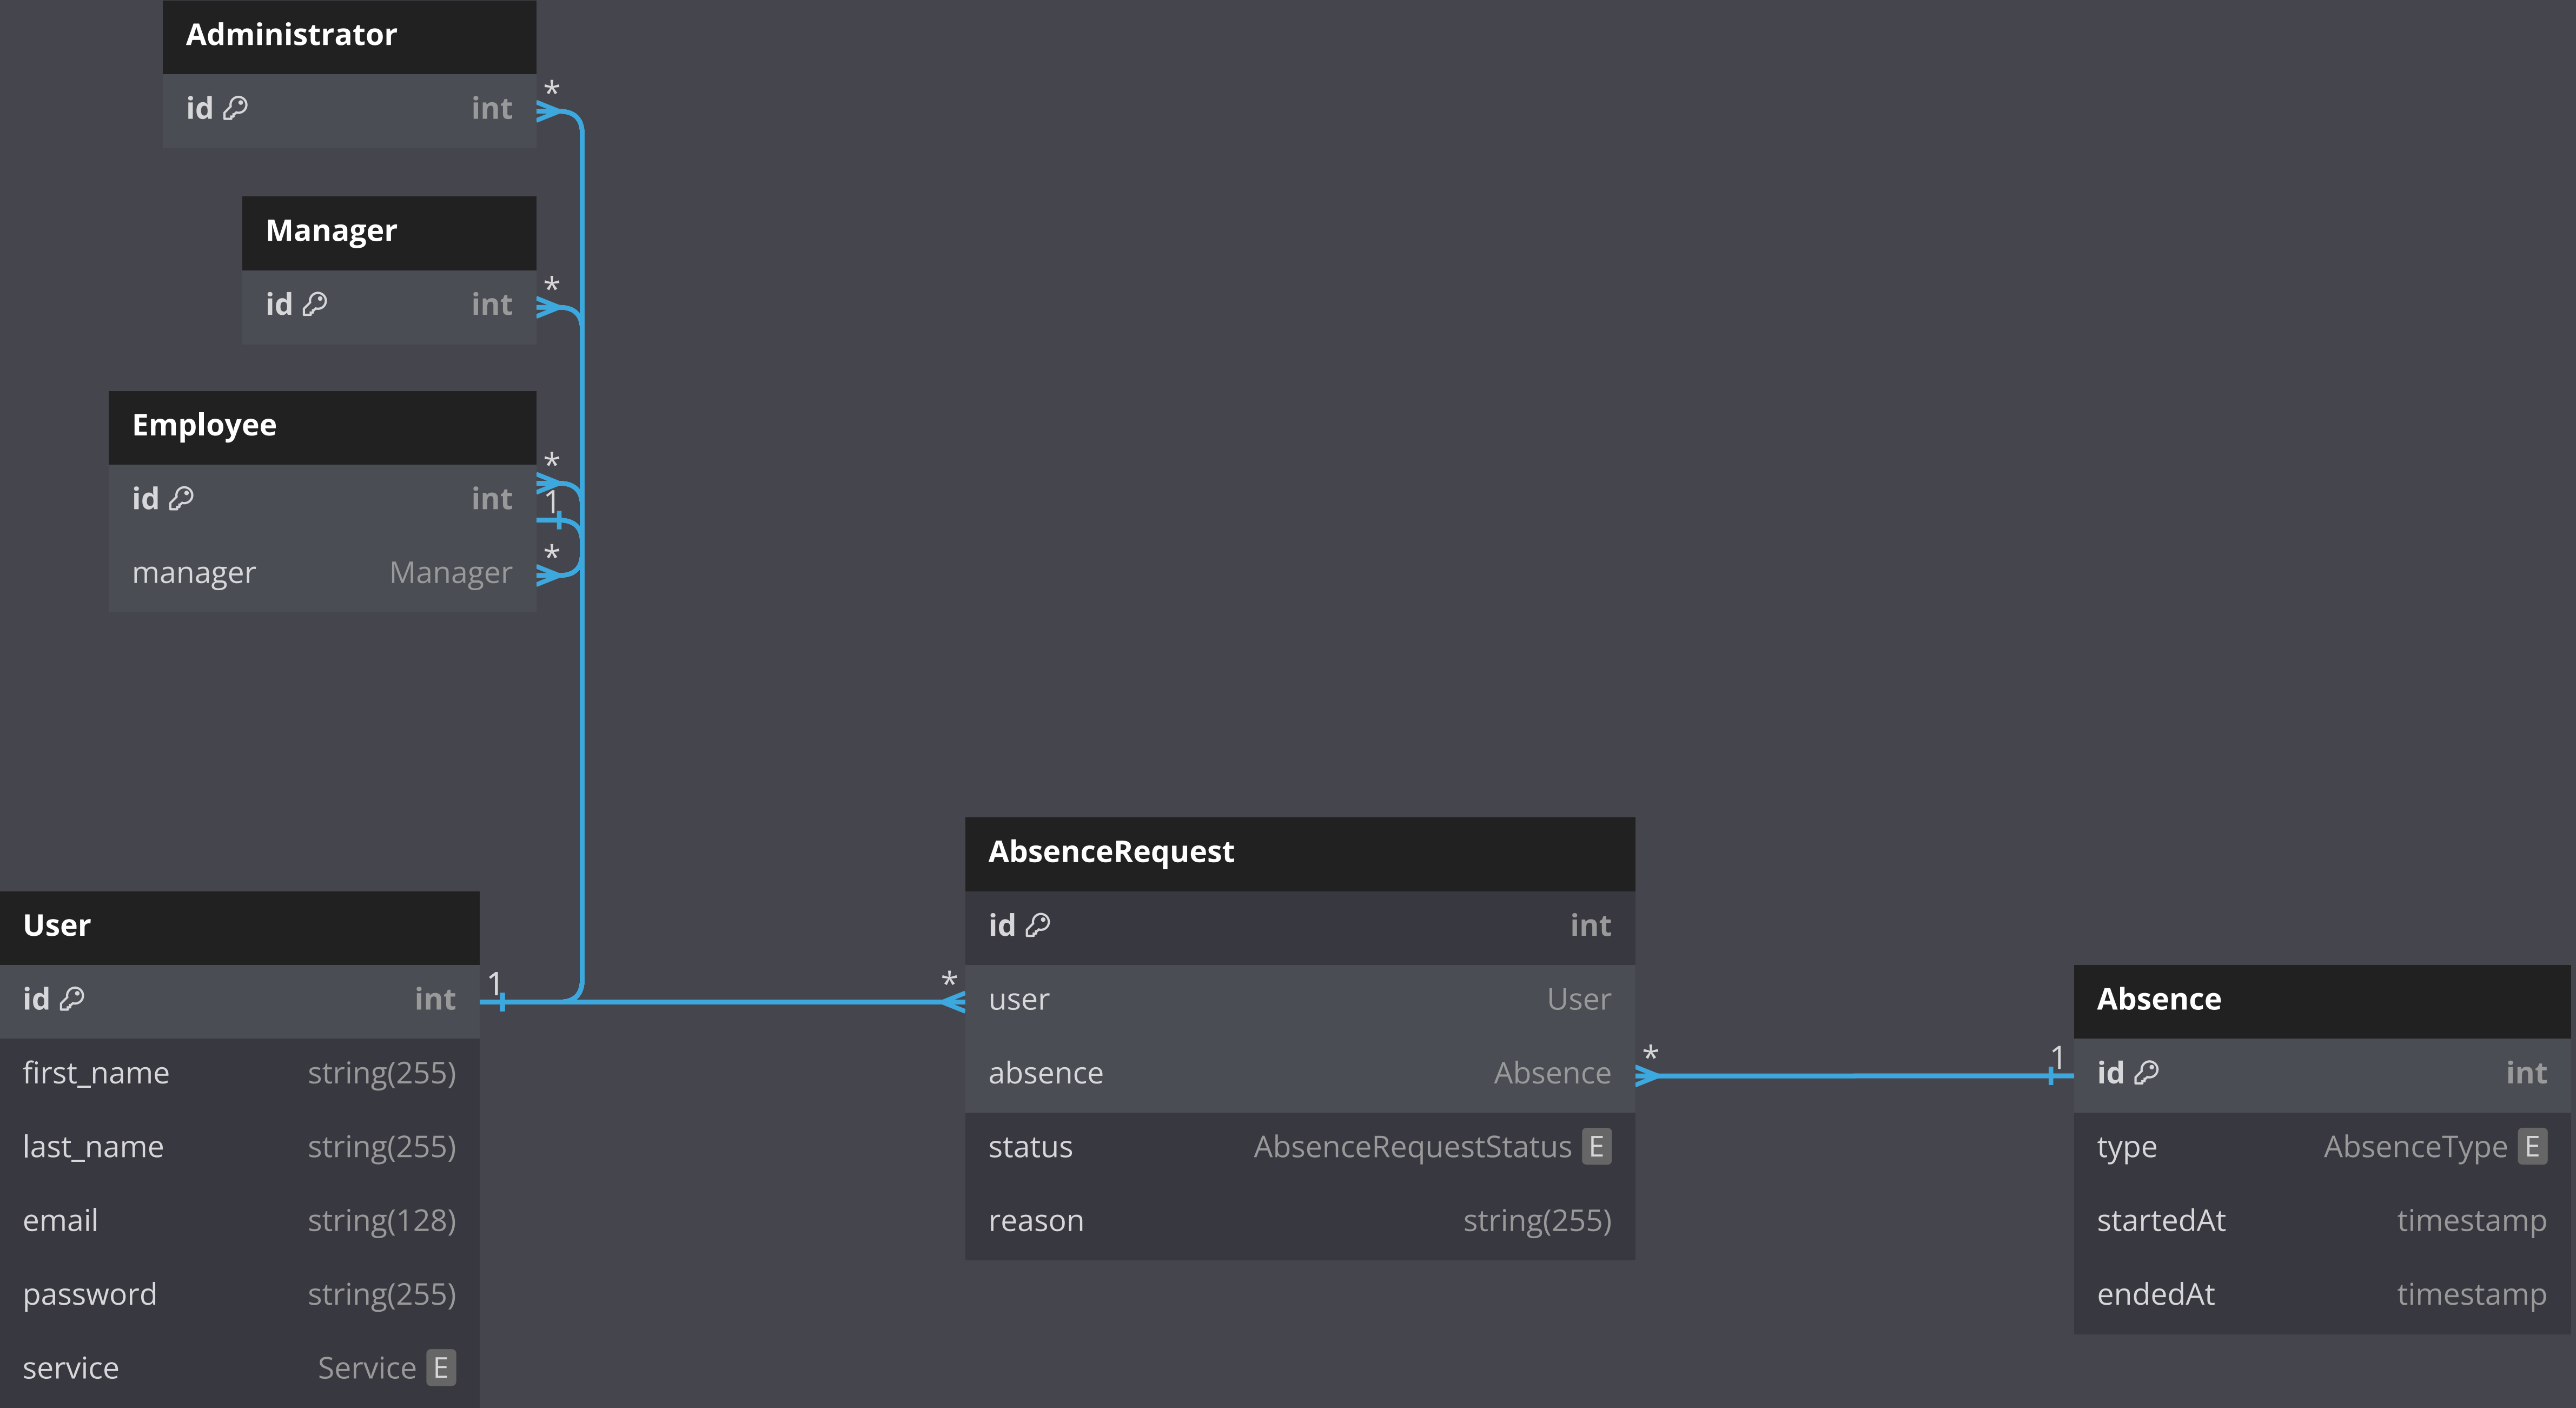 Administrator
id int
*
Manager
id int
*
Employee
id int
*
1
manager Manager
*
User
id int
1
first_name string(255)
last_name string(255)
email string(128)
password string(255)
service Service E
AbsenceRequest
id int
*
user User
absence Absence
*
status AbsenceRequestStatus E
reason string(255)
Absence
1
id int
type AbsenceType E
startedAt timestamp
endedAt timestamp